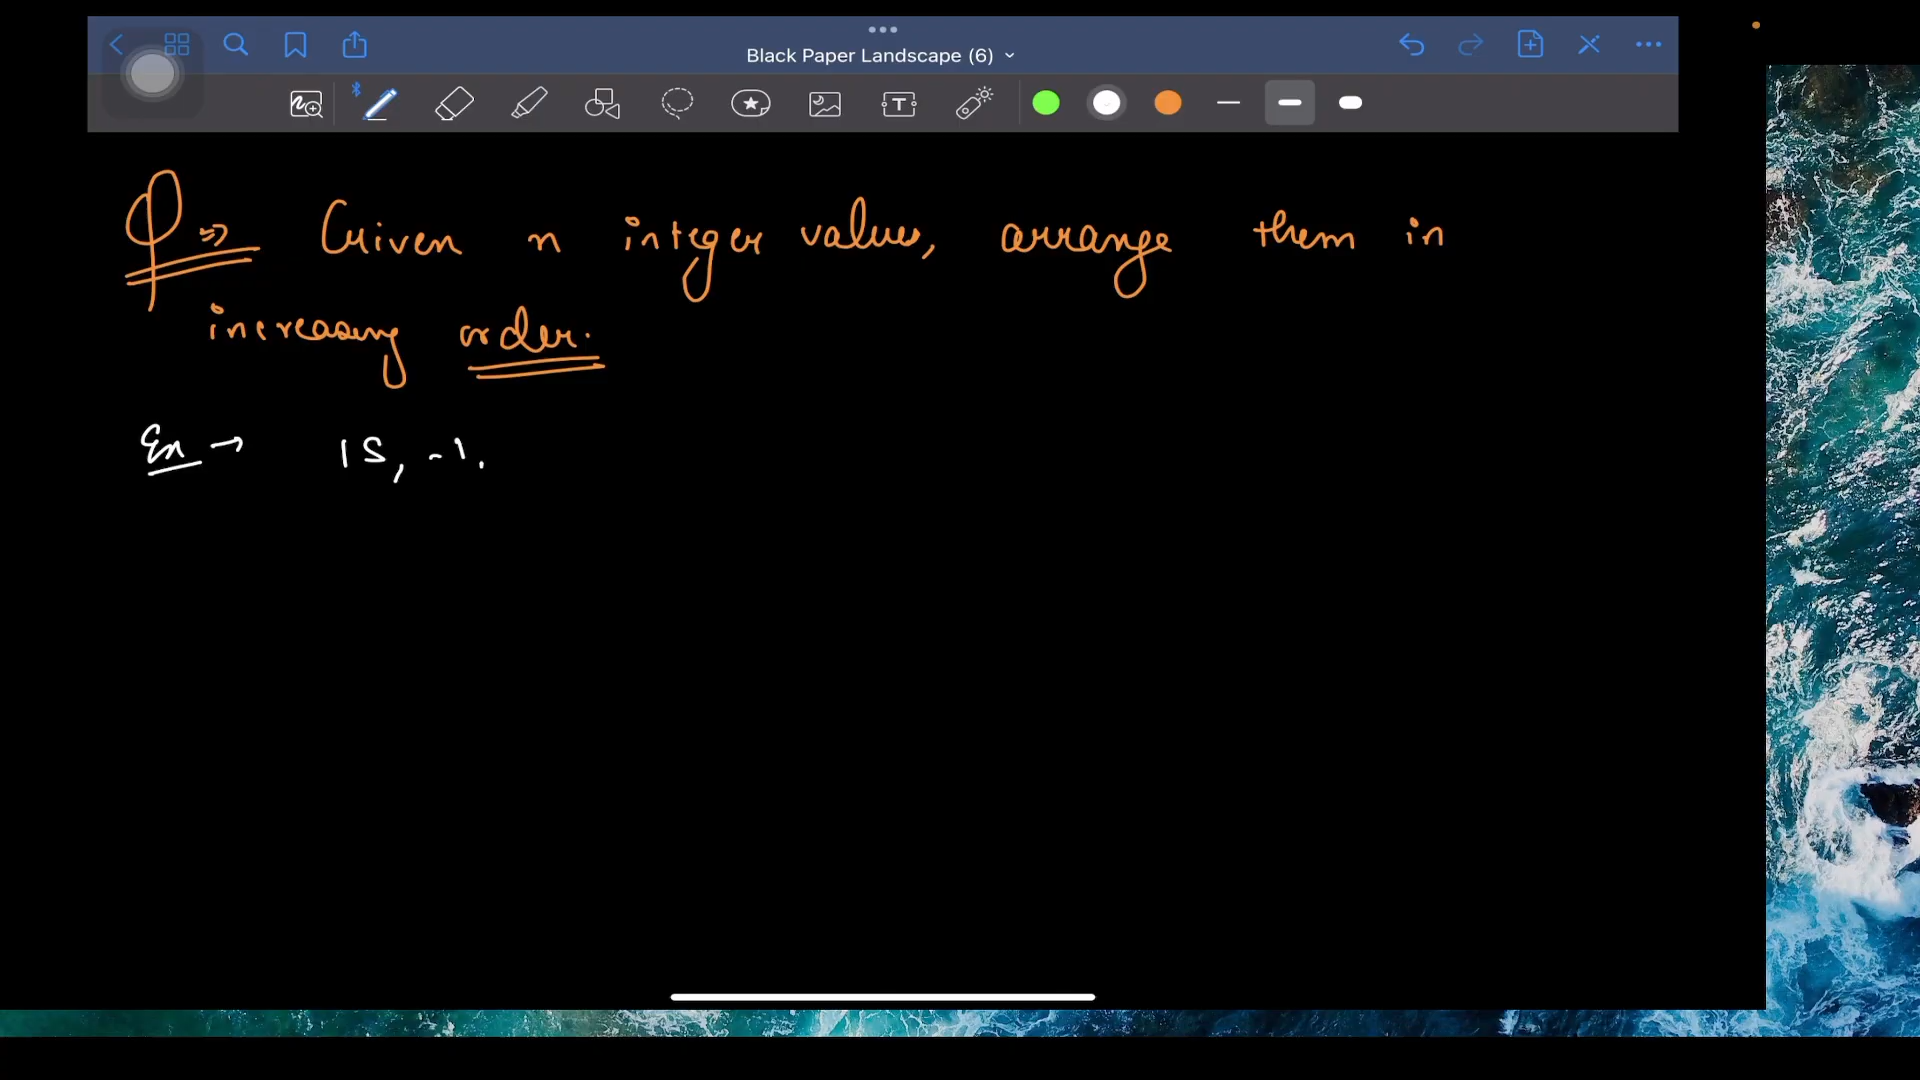 Black Paper Landscape (6)
Q ⇒ Given n integer values, arrange them in
increasing order.
Ex → 15, -1,